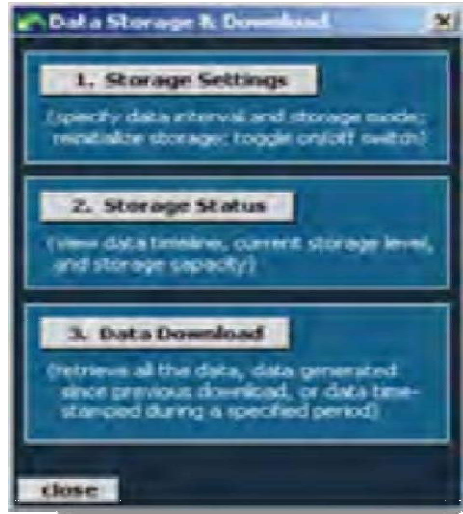 Data Storage & Download
1. Storage Settings
(specify data interval and storage mode;
reinitialize storage; toggle on/off switch)
2. Storage Status
(view data timeline, current storage level,
and storage capacity)
3. Data Download
(retrieve all the data, data generated
since previous download, or data time-
stamped during a specified period)
close